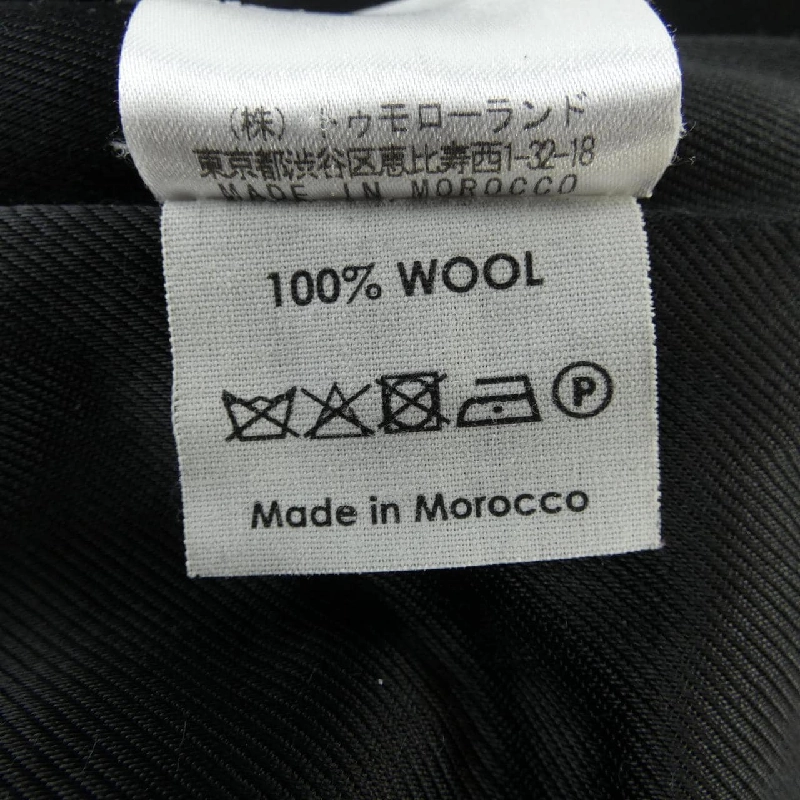 （株）トゥモローランド
東京都渋谷区恵比寿西1-32-18
MADE IN MOROCCO
100% WOOL
P
Made in Morocco